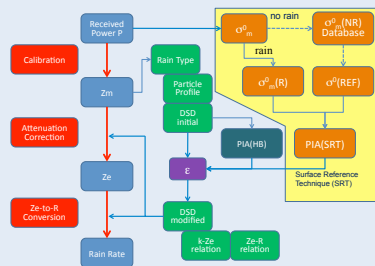 Received
Power P
Calibration
Zm
Attenuation
Correction
Ze
Ze-to-R
Conversion
Rain Rate
Rain Type
Particle
Profile
DSD
initial
PIA(HB)
ε
DSD
modified
k-Ze
relation
Ze-R
relation
σ⁰m
no rain
σ⁰m(NR)
Database
rain
σ⁰m(R)
σ⁰(REF)
PIA(SRT)
Surface Reference
Technique (SRT)